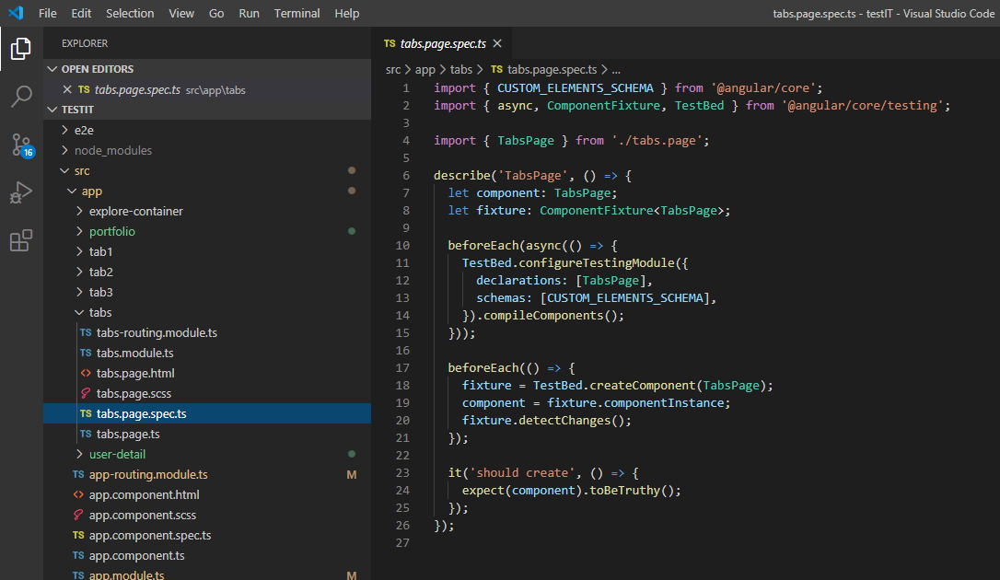 File Edit Selection View Go Run Terminal Help
tabs.page.spec.ts - testIT - Visual Studio Code
16
EXPLORER
OPEN EDITORS
TS tabs.page.spec.ts src\app\tabs
TESTIT
e2e
node_modules
src
app
explore-container
portfolio
tab1
tab2
tab3
tabs
TS tabs-routing.module.ts
TS tabs.module.ts
<> tabs.page.html
tabs.page.scss
TS tabs.page.spec.ts
TS tabs.page.ts
user-detail
TS app-routing.module.ts M
<> app.component.html
app.component.scss
TS app.component.spec.ts
TS app.component.ts
TS app.module.ts M
TS tabs.page.spec.ts
src > app > tabs > TS tabs.page.spec.ts > ...
1 import { CUSTOM_ELEMENTS_SCHEMA } from '@angular/core';
2 import { async, ComponentFixture, TestBed } from '@angular/core/testing';
3
4 import { TabsPage } from './tabs.page';
5
6 describe('TabsPage', () => {
7 let component: TabsPage;
8 let fixture: ComponentFixture<TabsPage>;
9
10 beforeEach(async(() => {
11 TestBed.configureTestingModule({
12 declarations: [TabsPage],
13 schemas: [CUSTOM_ELEMENTS_SCHEMA],
14 }).compileComponents();
15 }));
16
17 beforeEach(() => {
18 fixture = TestBed.createComponent(TabsPage);
19 component = fixture.componentInstance;
20 fixture.detectChanges();
21 });
22
23 it('should create', () => {
24 expect(component).toBeTruthy();
25 });
26 });
27